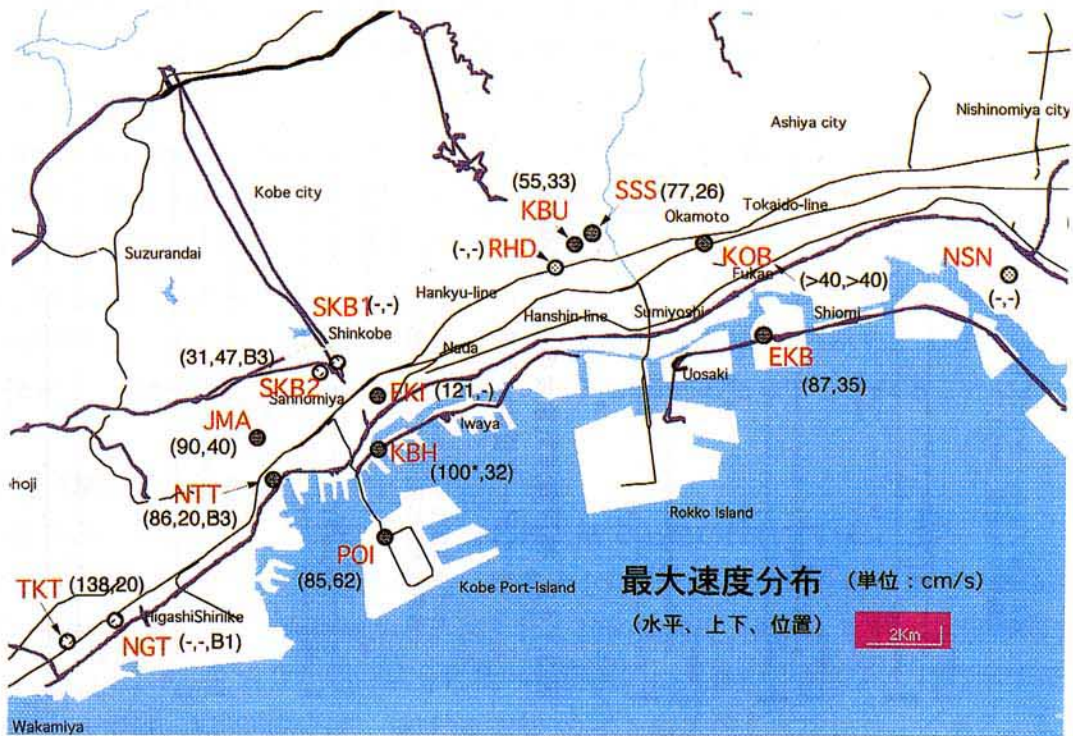 Nishinomiya city
Ashiya city
(55,33)
SSS (77,26)
Kobe city
KBU
Okamoto
Tokaido-line
Suzurandai
(-,-) RHD
KOB
NSN
Fukae
(>40,>40)
(-,-)
Hankyu-line
SKB1 (-,-)
Hanshin-line
Sumiyoshi
Shiomi
Shinkobe
Nada
(31,47,B3)
EKB
Uosaki
SKB2
Sannomiya
EKI (121,-)
(87,35)
JMA
Iwaya
(90,40)
KBH
(100*,32)
ohoji
NTT
(86,20,B3)
Rokko Island
POI
(85,62)
Kobe Port-Island
最大速度分布 (単位:cm/s)
TKT (138,20)
HigashiShirike
(水平、上下、位置)
2Km
NGT (-,-,B1)
Wakamiya